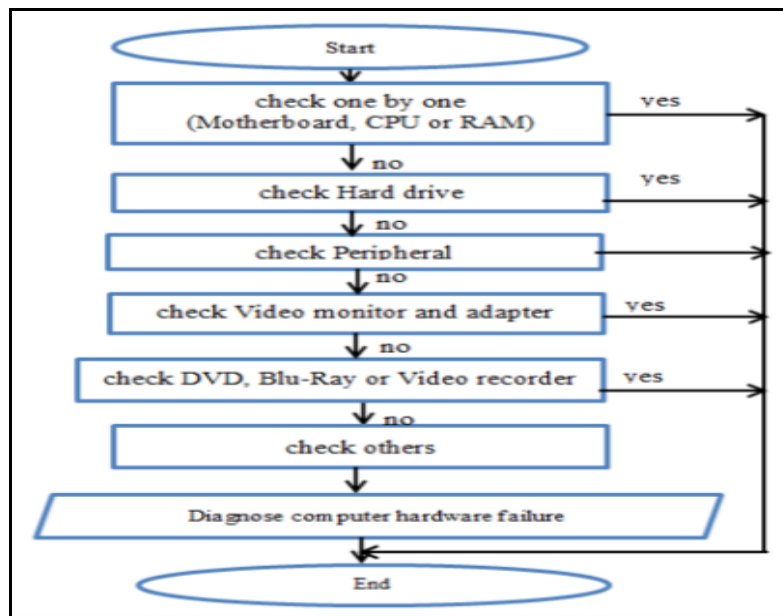 Start
check one by one
(Motherboard, CPU or RAM)
yes
no
check Hard drive
yes
no
check Peripheral
no
check Video monitor and adapter
yes
no
check DVD, Blu-Ray or Video recorder
yes
no
check others
Diagnose computer hardware failure
End